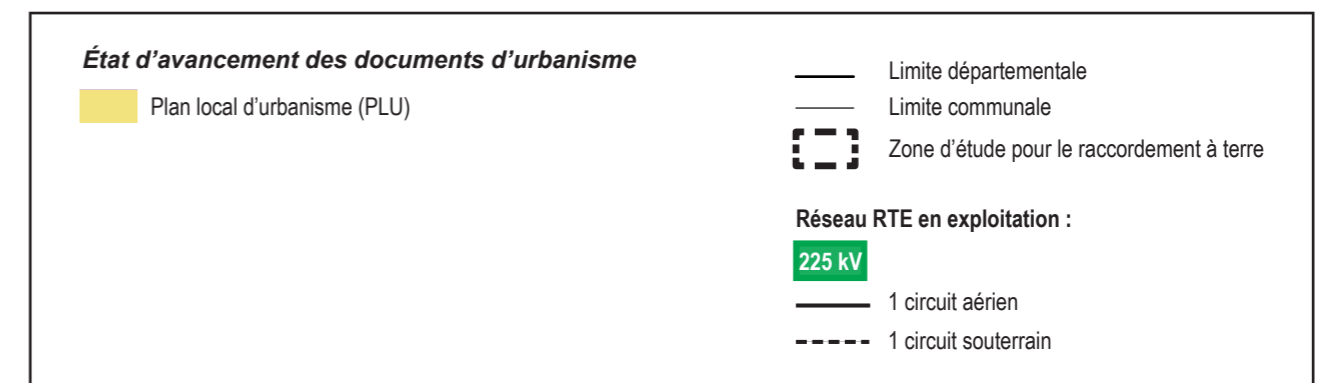 État d’avancement des documents d’urbanisme
Plan local d’urbanisme (PLU)
Limite départementale
Limite communale
Zone d’étude pour le raccordement à terre
Réseau RTE en exploitation :
225 kV
1 circuit aérien
1 circuit souterrain